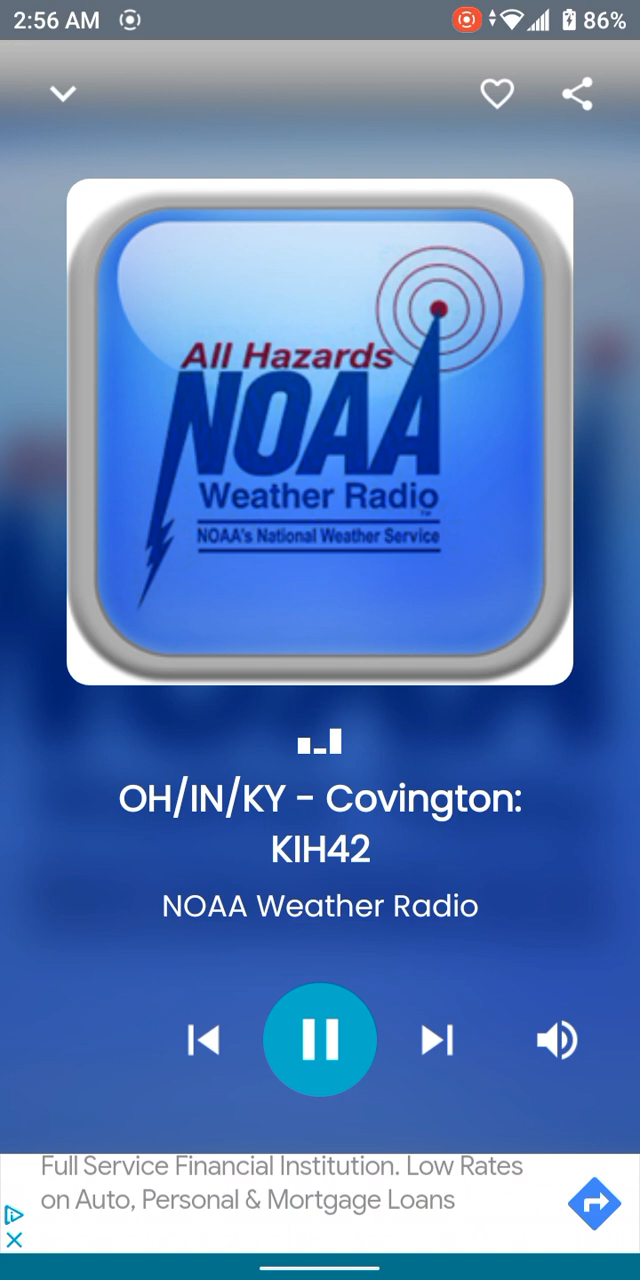 2:56 AM
86%
All Hazards
NOAA
Weather Radio
TM
NOAA's National Weather Service
OH/IN/KY - Covington:
KIH42
NOAA Weather Radio
Full Service Financial Institution. Low Rates
on Auto, Personal & Mortgage Loans